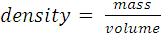 density = mass / volume